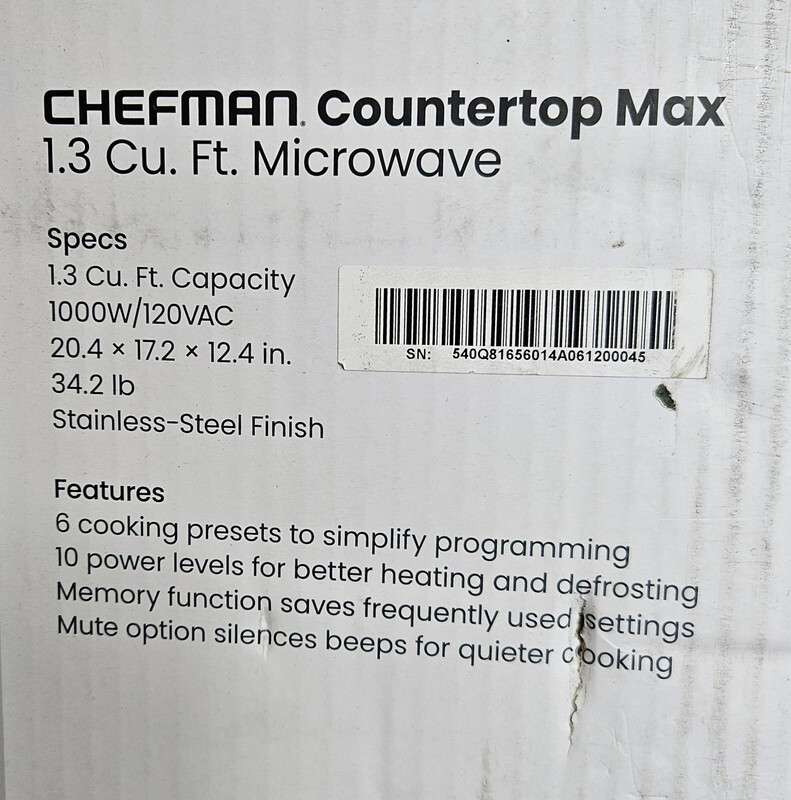 CHEFMAN® Countertop Max
1.3 Cu. Ft. Microwave
Specs
1.3 Cu. Ft. Capacity
1000W/120VAC
20.4 × 17.2 × 12.4 in.
34.2 lb
Stainless-Steel Finish
SN: 540Q81656014A061200045
Features
6 cooking presets to simplify programming
10 power levels for better heating and defrosting
Memory function saves frequently used settings
Mute option silences beeps for quieter cooking